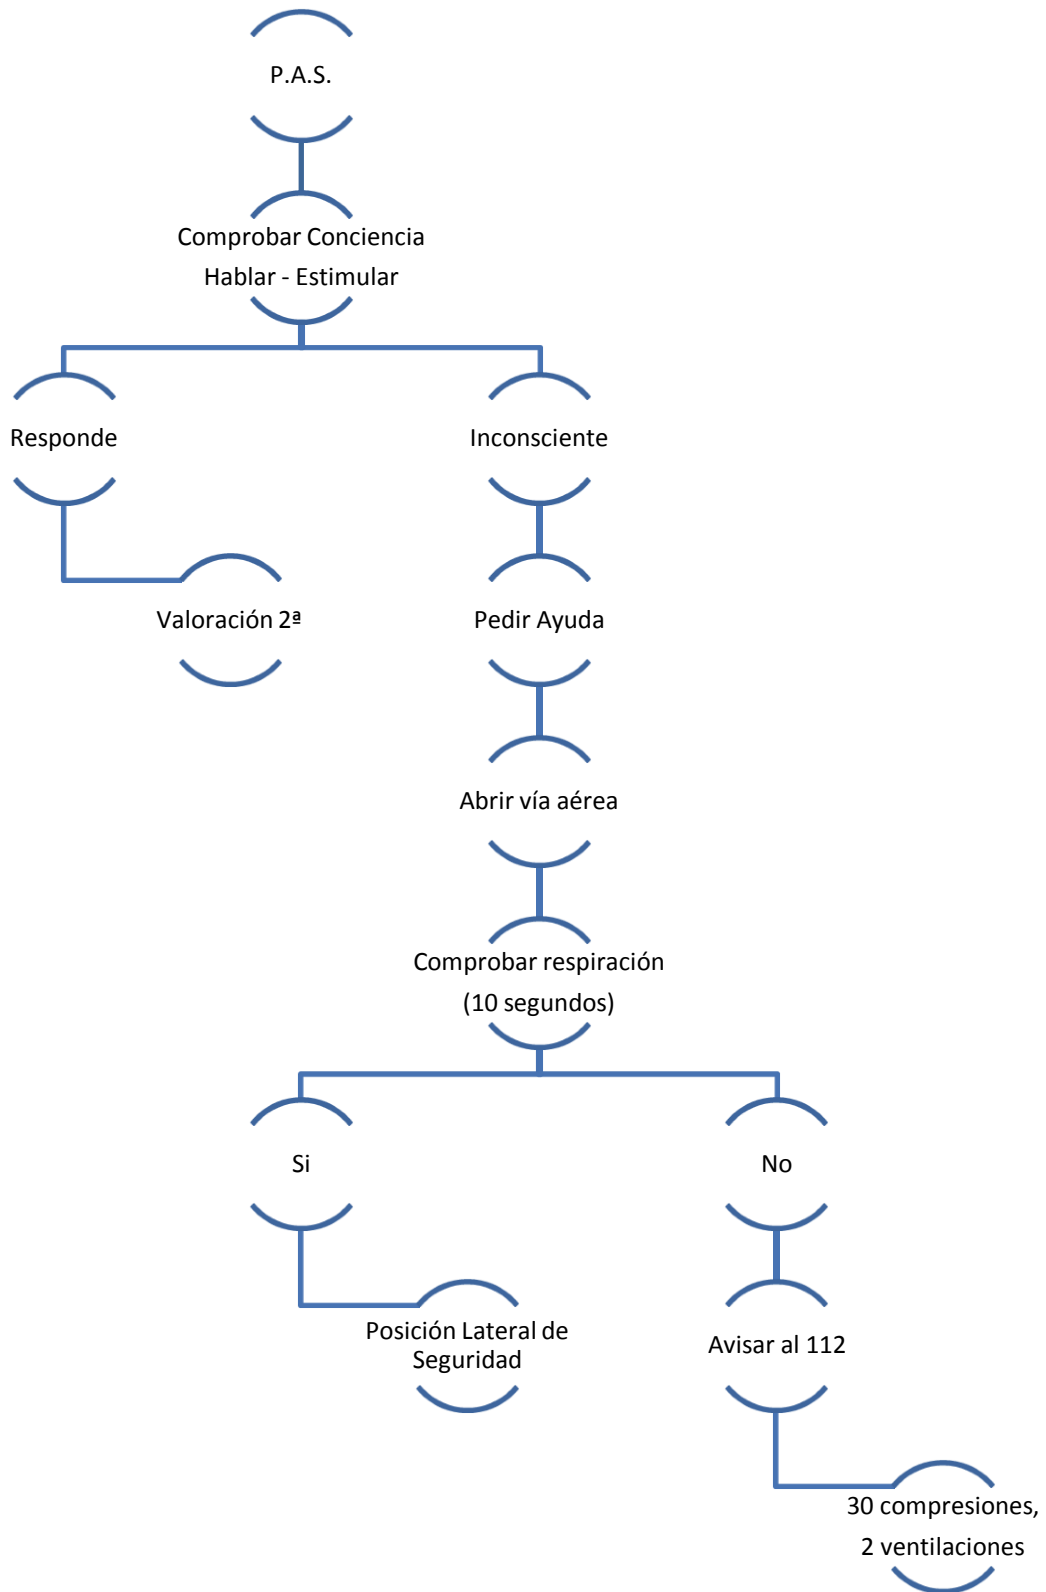 P.A.S.
Comprobar Conciencia
Hablar - Estimular
Responde
Inconsciente
Valoración 2ª
Pedir Ayuda
Abrir vía aérea
Comprobar respiración
(10 segundos)
Si
No
Posición Lateral de
Seguridad
Avisar al 112
30 compresiones,
2 ventilaciones